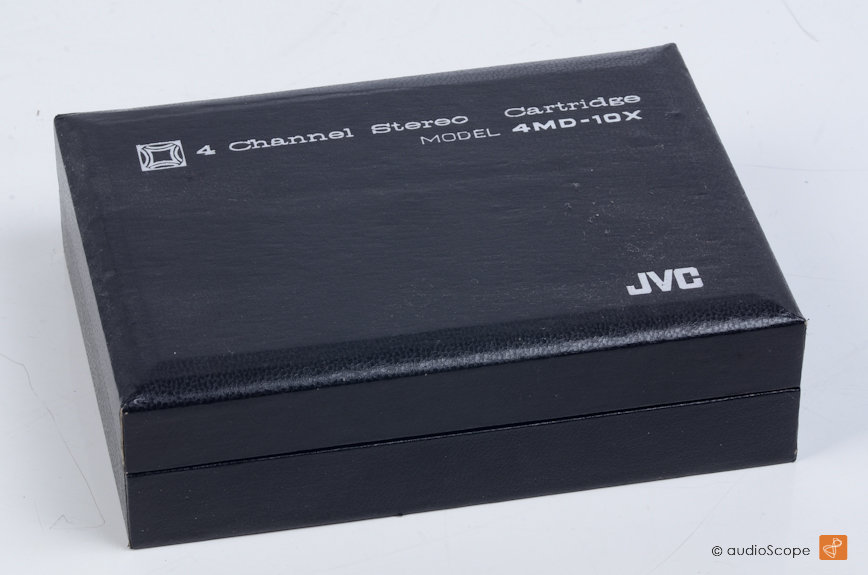 4 Channel Stereo Cartridge
MODEL 4MD-10X
JVC
© audioScope